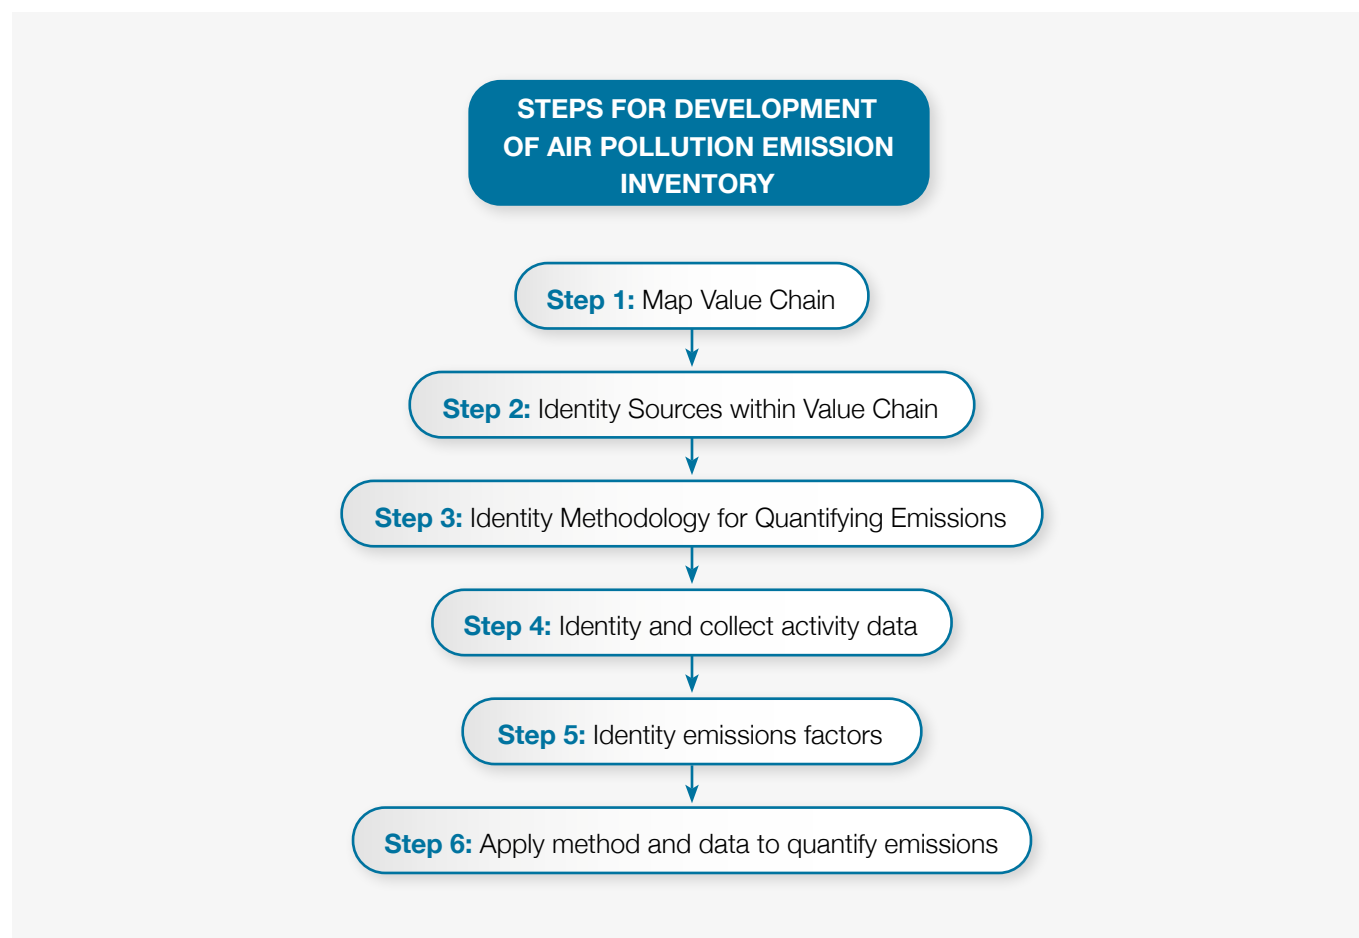 STEPS FOR DEVELOPMENT
OF AIR POLLUTION EMISSION
INVENTORY
Step 1: Map Value Chain
Step 2: Identity Sources within Value Chain
Step 3: Identity Methodology for Quantifying Emissions
Step 4: Identity and collect activity data
Step 5: Identity emissions factors
Step 6: Apply method and data to quantify emissions